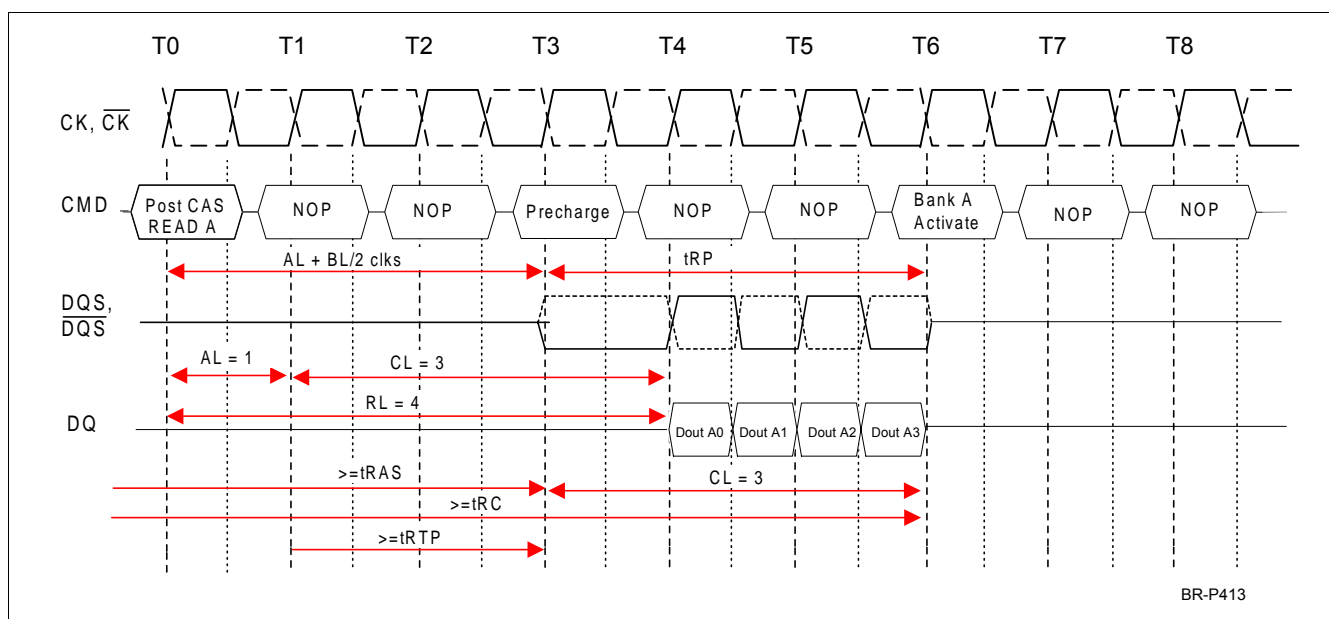 T0 T1 T2 T3 T4 T5 T6 T7 T8
CK, CK
CMD
Post CAS
READ A
NOP
NOP
Precharge
NOP
NOP
Bank A
Activate
NOP
NOP
AL + BL/2 clks
tRP
DQS,
DQS
AL = 1
CL = 3
RL = 4
DQ
Dout A0
Dout A1
Dout A2
Dout A3
>=tRAS
CL = 3
>=tRC
>=tRTP
BR-P413